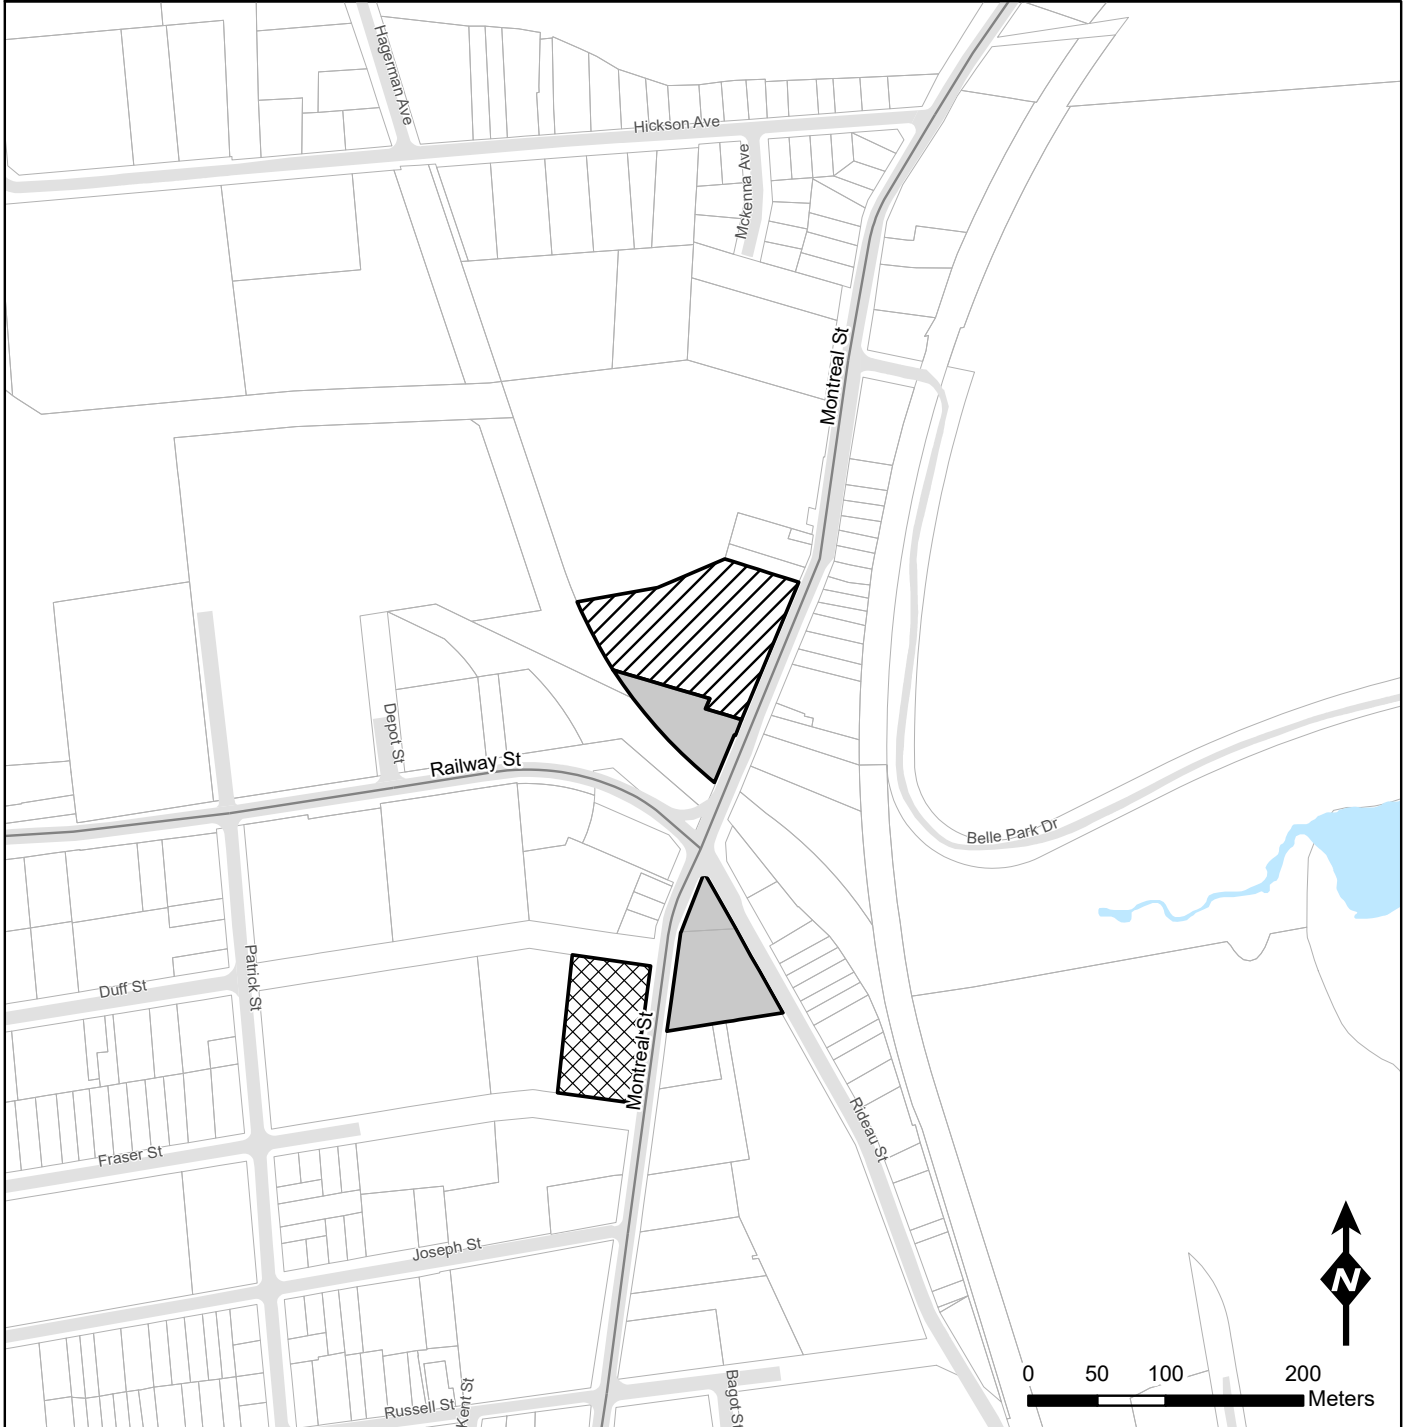 Hagerman Ave
Hickson Ave
Mckenna Ave
Montreal St
Depot St
Railway St
Belle Park Dr
Duff St
Patrick St
Montreal St
Rideau St
Fraser St
Joseph St
N
0 50 100 200
Meters
Kent St
Bagot St
Russell St